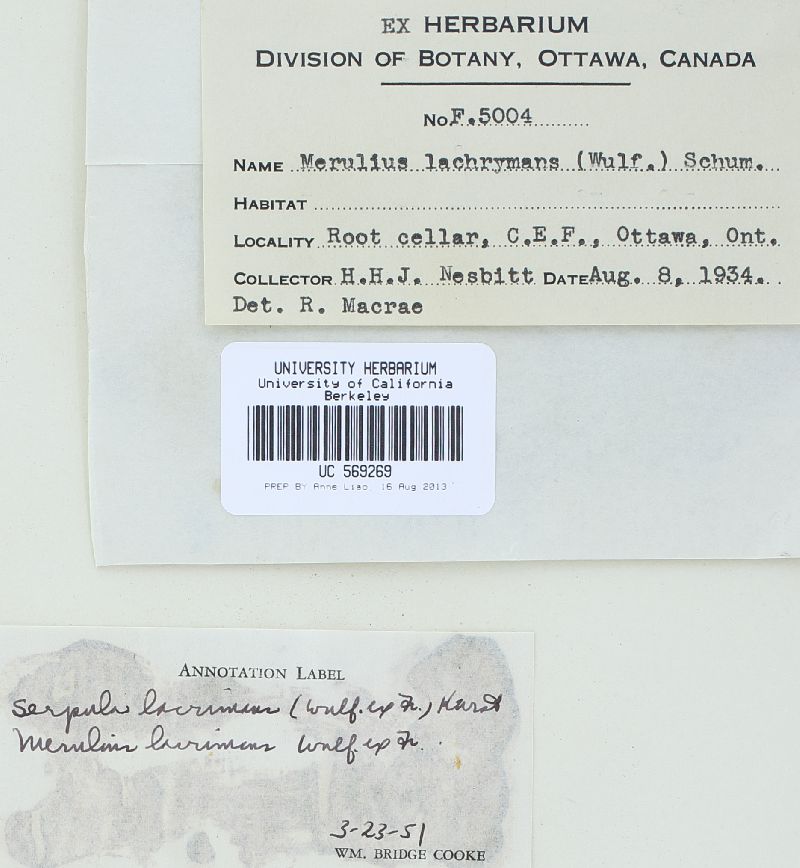 EX HERBARIUM
DIVISION OF BOTANY, OTTAWA, CANADA
No F.5004
NAME Merulius lachrymans (Wulf.) Schum.
HABITAT
LOCALITY Root cellar, C.E.F., Ottawa, Ont.
COLLECTOR H.H.J. Nesbitt DATE Aug. 8, 1934.
Det. R. Macrae
UNIVERSITY HERBARIUM
University of California
Berkeley
UC 569269
PREP BY Anne Liao, 16 Aug 2013
ANNOTATION LABEL
Serpula lacrimans (Wulf. ex Fr.) Karst
Merulius lacrimans Wulf. ex Fr.
3-23-51
WM. BRIDGE COOKE